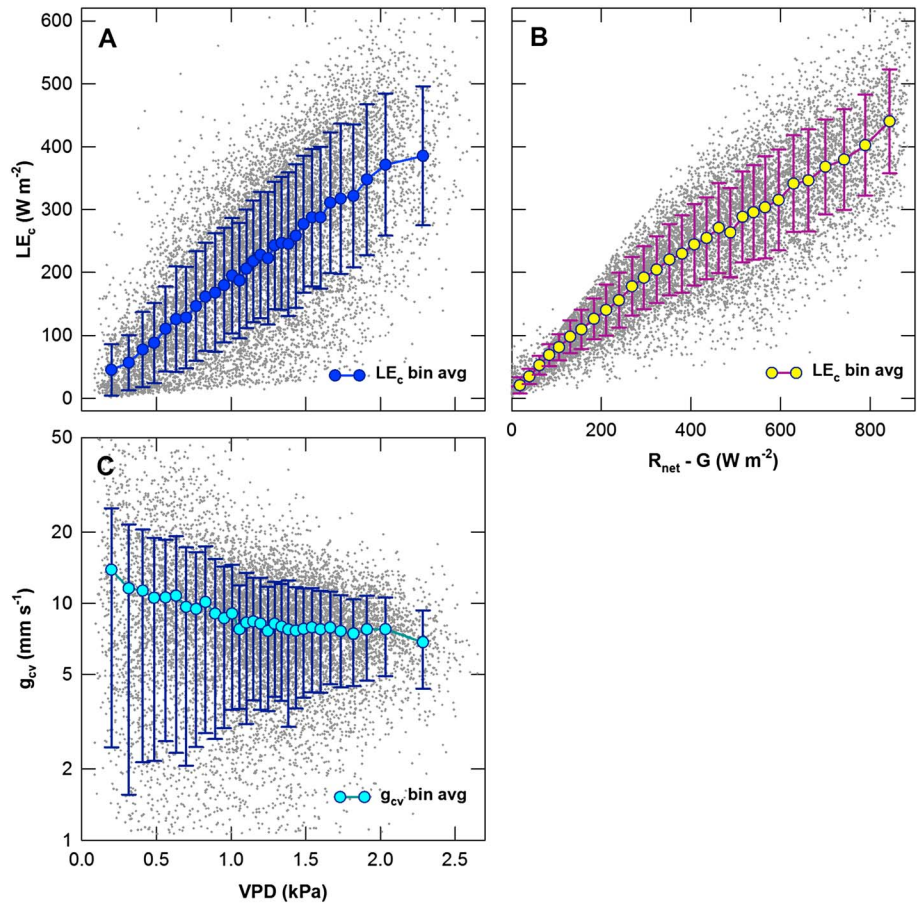 A
600
500
400
300
200
100
0
LEc (W m-2)
LEc bin avg
B
LEc bin avg
0
200
400
600
800
Rnet - G (W m-2)
C
50
20
10
5
2
1
gcv (mm s-1)
gcv bin avg
0.0
0.5
1.0
1.5
2.0
2.5
VPD (kPa)